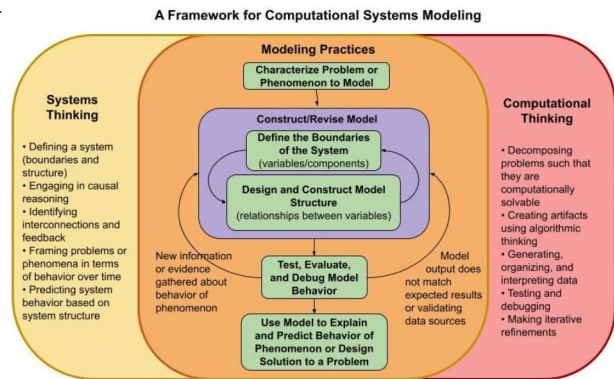 A Framework for Computational Systems Modeling
Systems
Thinking
• Defining a system
(boundaries and
structure)
• Engaging in causal
reasoning
• Identifying
interconnections and
feedback
• Framing problems or
phenomena in terms
of behavior over time
• Predicting system
behavior based on
system structure
Modeling Practices
Characterize Problem or
Phenomenon to Model
Construct/Revise Model
Define the Boundaries
of the System
(variables/components)
Design and Construct Model
Structure
(relationships between variables)
New information
or evidence
gathered about
behavior of
phenomenon
Test, Evaluate,
and Debug Model
Behavior
Model
output does
not match
expected results
or validating
data sources
Use Model to Explain
and Predict Behavior of
Phenomenon or Design
Solution to a Problem
Computational
Thinking
• Decomposing
problems such that
they are
computationally
solvable
• Creating artifacts
using algorithmic
thinking
• Generating,
organizing, and
interpreting data
• Testing and
debugging
• Making iterative
refinements